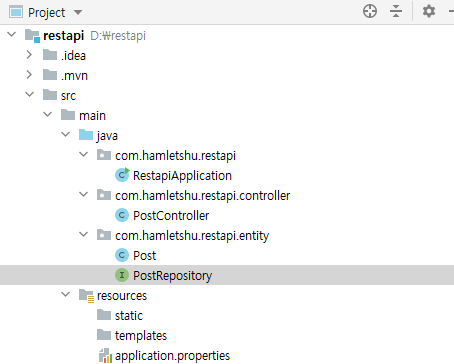 Project
restapi D:₩restapi
.idea
.mvn
src
main
java
com.hamletshu.restapi
RestapiApplication
com.hamletshu.restapi.controller
PostController
com.hamletshu.restapi.entity
Post
PostRepository
resources
static
templates
application.properties